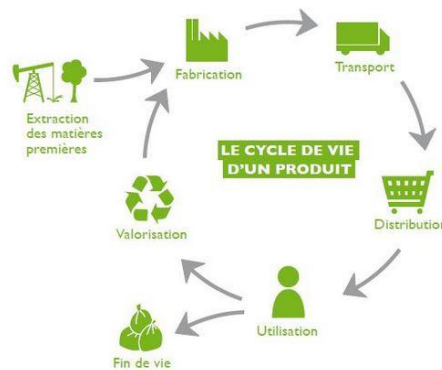 Fabrication
Transport
Extraction
des matières
premières
LE CYCLE DE VIE
D'UN PRODUIT
Valorisation
Distribution
Utilisation
Fin de vie